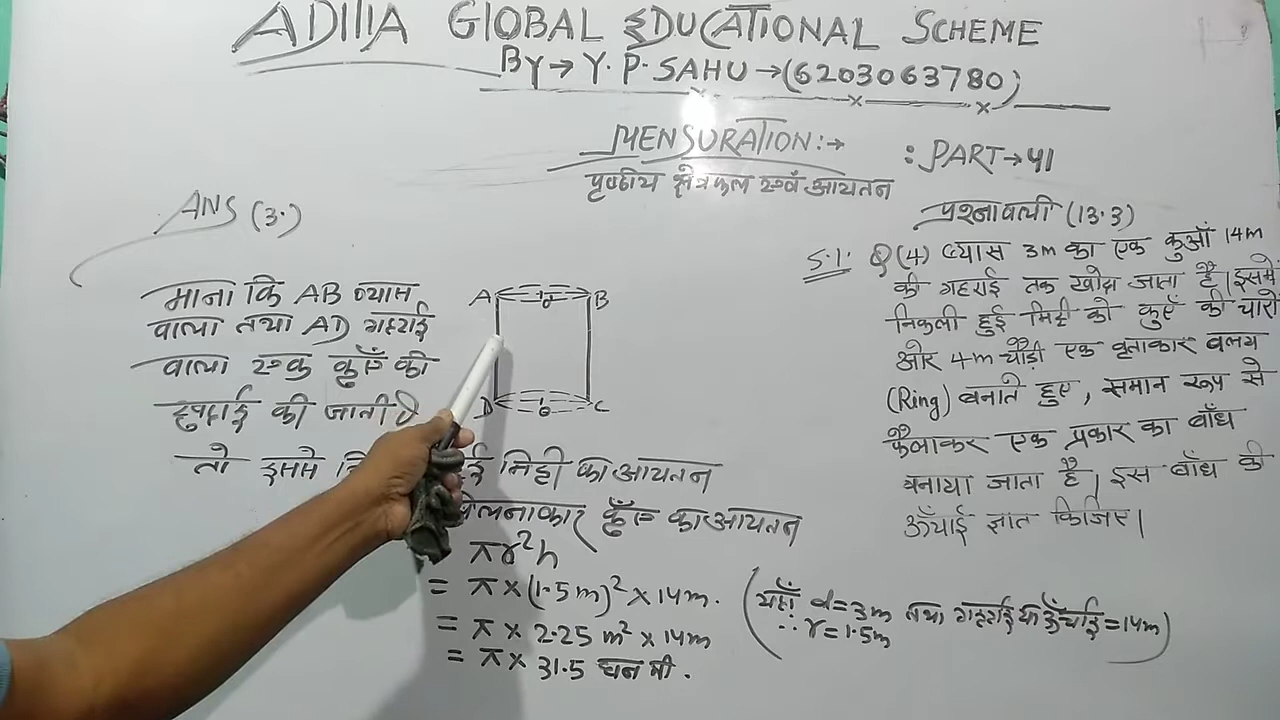 ADITIA GLOBAL EDUCATIONAL SCHEME
By → Y. P. SAHU → (6203063780)
MENSURATION :→
: PART → 41
पृष्ठीय क्षेत्रफल एवं आयतन
ANS (3.)
प्रश्नावली (13.3)
S.1. Q(4) व्यास 3m का एक कुआँ 14m
की गहराई तक खोदा जाता है। इसमें
निकली हुई मिट्टी को कुएँ की चारो
ओर 4m चौड़ी एक वृताकार वलय
(Ring) बनाते हुए, समान रूप से
फैलाकर एक प्रकार का बाँध
बनाया जाता है। इस बाँध की
ऊँचाई ज्ञात किजिए।
माना कि AB व्यास
वाला तथा AD गहराई
वाला एक कुएँ की
खुदाई की जाती
A B
D C
तो इससे मिट्टी का आयतन
कुँए का आयतन
πr²h
= π × (1.5m)² × 14m.
= π × 2.25 m² × 14m
= π × 31.5 घन मी.
(यहाँ d = 3m तथा गहराई या ऊँचाई = 14m)
∴ r = 1.5m